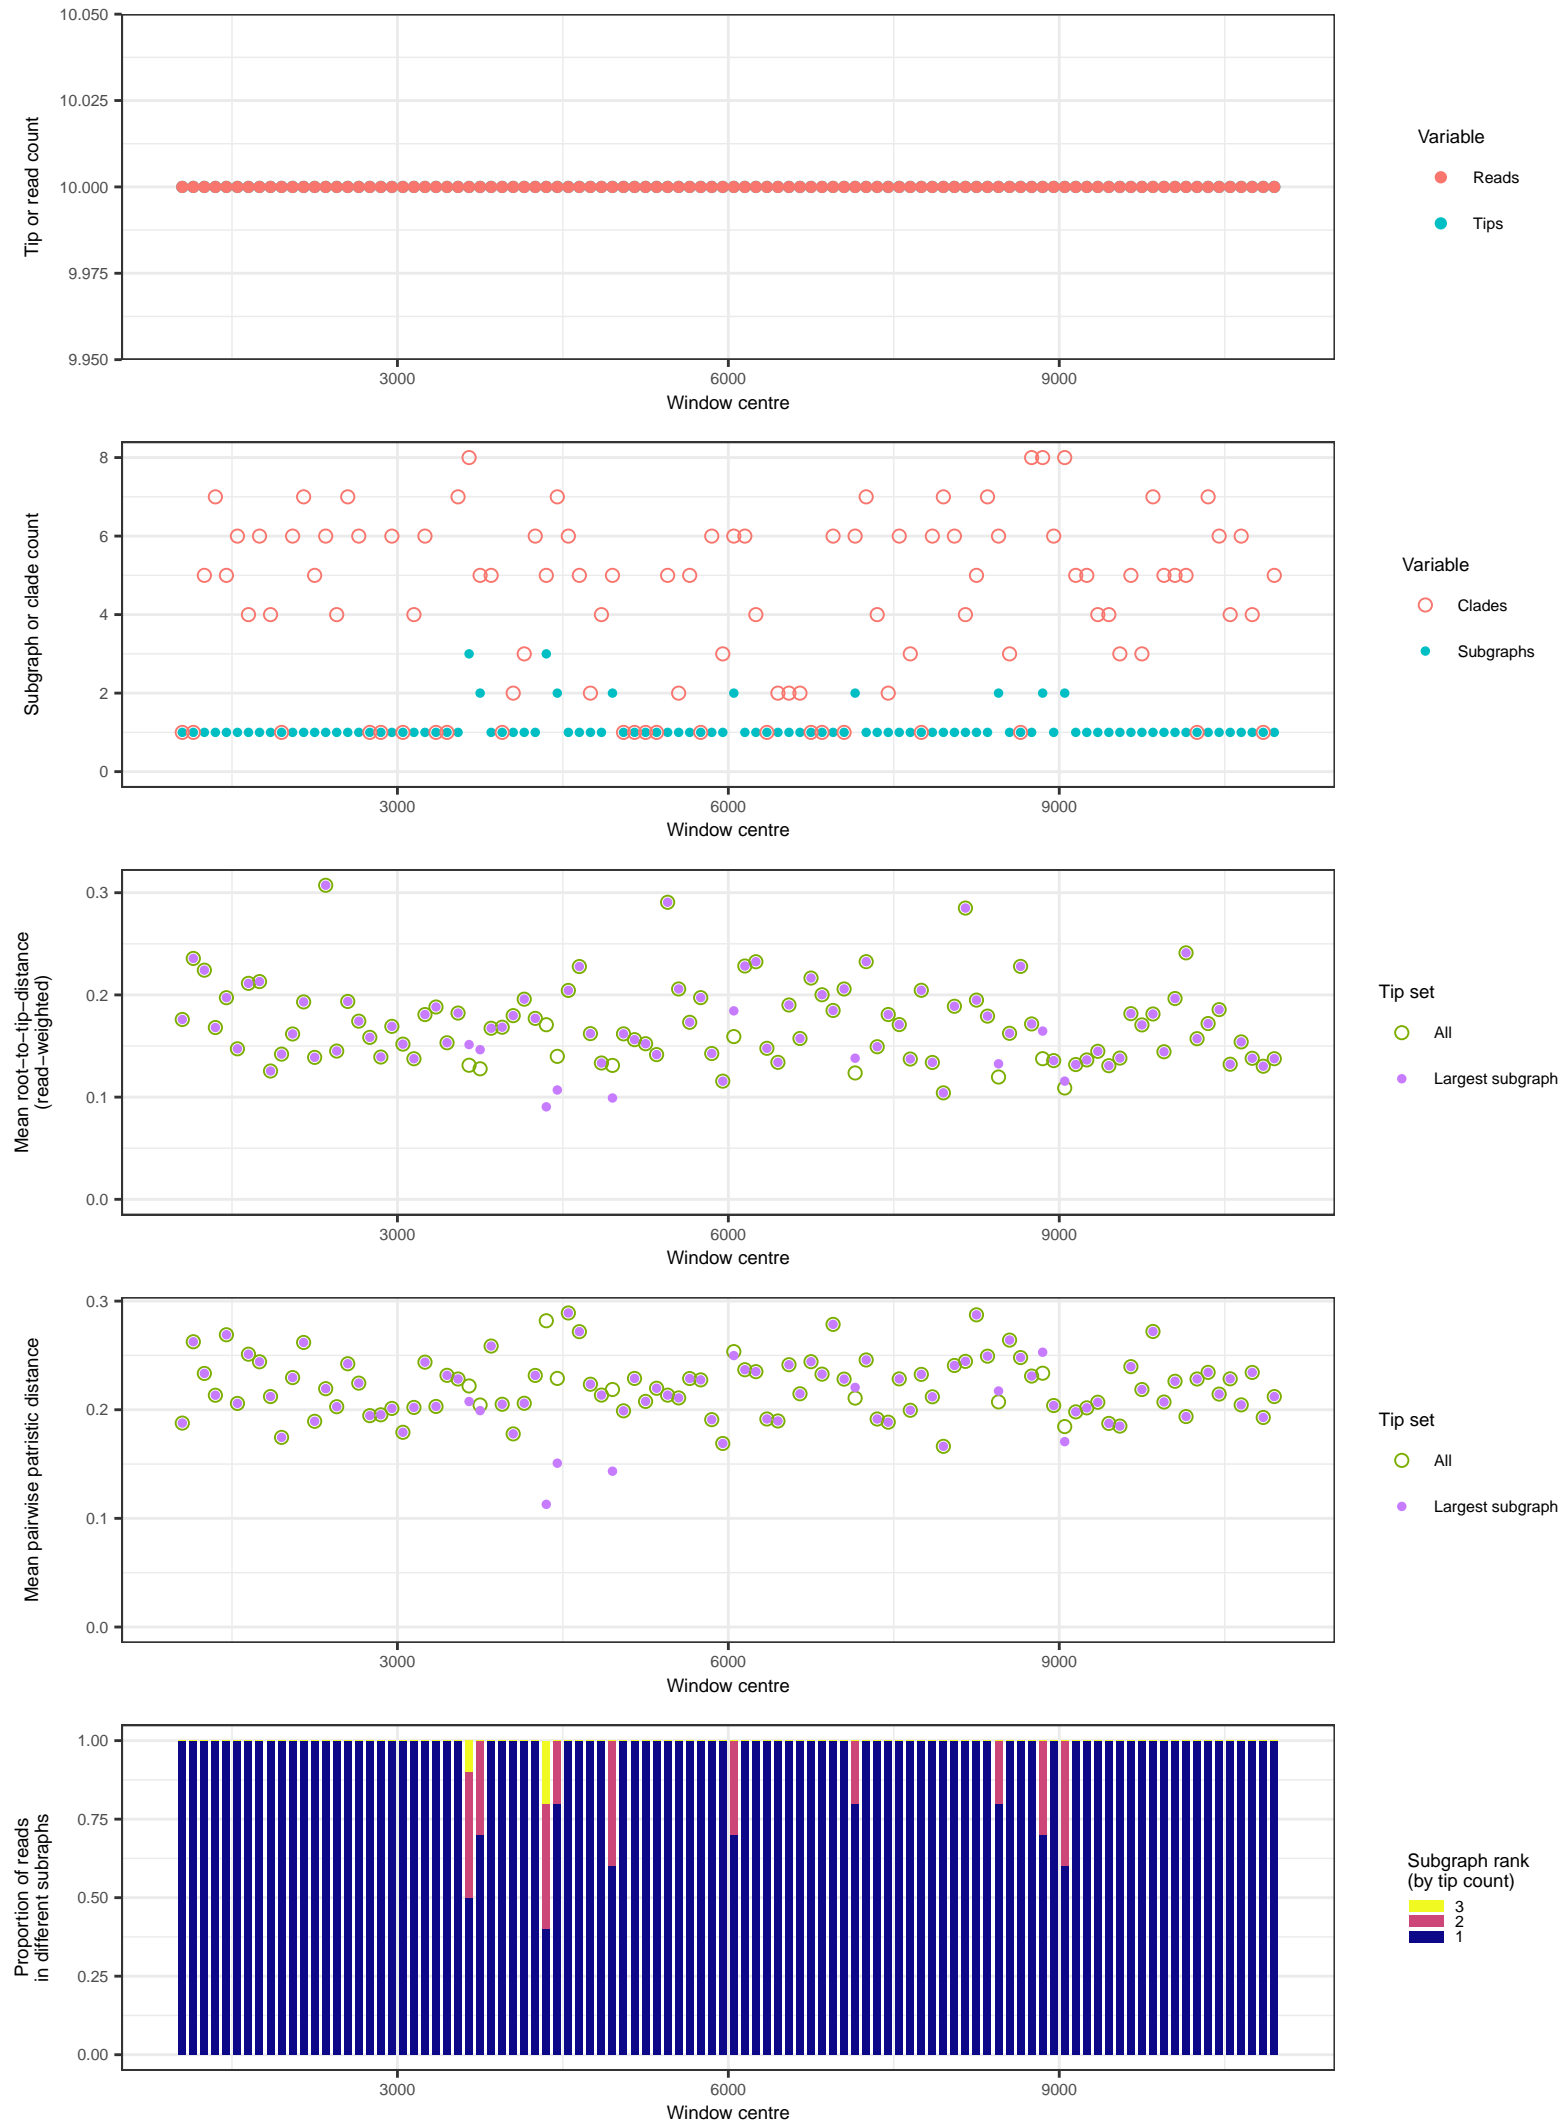 10.050
10.025
10.000
9.975
9.950
Tip or read count
3000
6000
9000
Window centre
Variable
Reads
Tips
8
6
4
2
0
Subgraph or clade count
3000
6000
9000
Window centre
Variable
Clades
Subgraphs
0.3
0.2
0.1
0.0
Mean root−to−tip−distance
(read−weighted)
3000
6000
9000
Window centre
Tip set
All
Largest subgraph
0.3
0.2
0.1
0.0
Mean pairwise patristic distance
3000
6000
9000
Window centre
Tip set
All
Largest subgraph
1.00
0.75
0.50
0.25
0.00
Proportion of reads
in different subraphs
3000
6000
9000
Window centre
Subgraph rank
(by tip count)
3
2
1